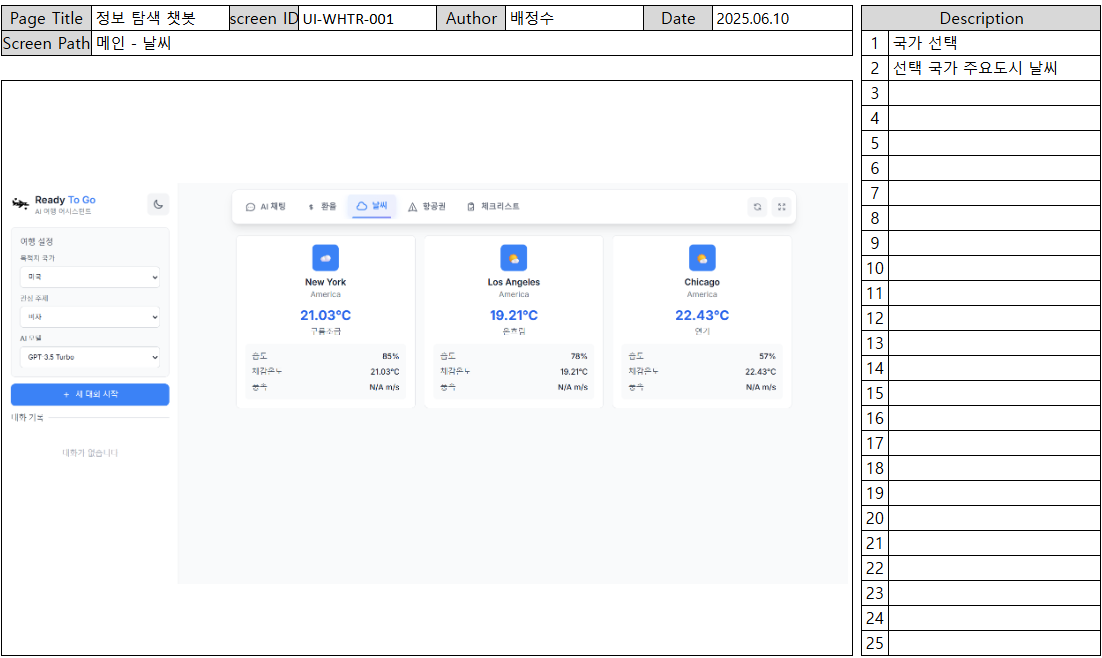 Page Title 정보 탐색 챗봇 screen ID UI-WHTR-001 Author 배정수 Date 2025.06.10
Screen Path 메인 - 날씨
Ready To Go
AI 여행 어시스턴트
여행 설정
목적지 국가
미국
관심 주제
비자
AI 모델
GPT 3.5 Turbo
+ 새 대화 시작
대화 기록
대화가 없습니다
AI 채팅 $ 환율 날씨 항공권 체크리스트
New York
America
21.03°C
구름조금
습도 85%
체감온도 21.03°C
풍속 N/A m/s
Los Angeles
America
19.21°C
온흐림
습도 78%
체감온도 19.21°C
풍속 N/A m/s
Chicago
America
22.43°C
연기
습도 57%
체감온도 22.43°C
풍속 N/A m/s
Description
1 국가 선택
2 선택 국가 주요도시 날씨
3
4
5
6
7
8
9
10
11
12
13
14
15
16
17
18
19
20
21
22
23
24
25